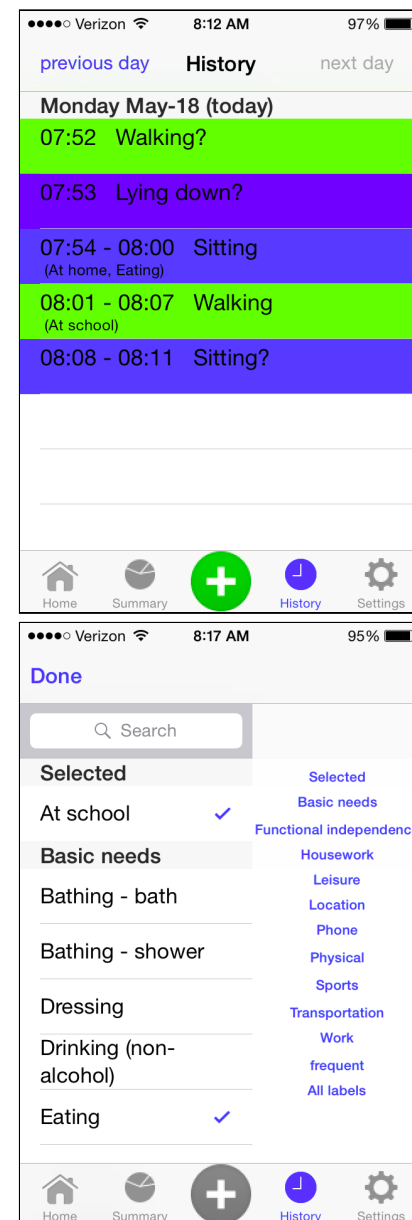 Verizon 8:12 AM 97%
previous day History next day
Monday May-18 (today)
07:52 Walking?
07:53 Lying down?
07:54 - 08:00 Sitting
(At home, Eating)
08:01 - 08:07 Walking
(At school)
08:08 - 08:11 Sitting?
Home Summary History Settings
Verizon 8:17 AM 95%
Done
Search
Selected
At school
Basic needs
Bathing - bath
Bathing - shower
Dressing
Drinking (non-
alcohol)
Eating
Selected
Basic needs
Functional independenc
Housework
Leisure
Location
Phone
Physical
Sports
Transportation
Work
frequent
All labels
Home Summary History Settings